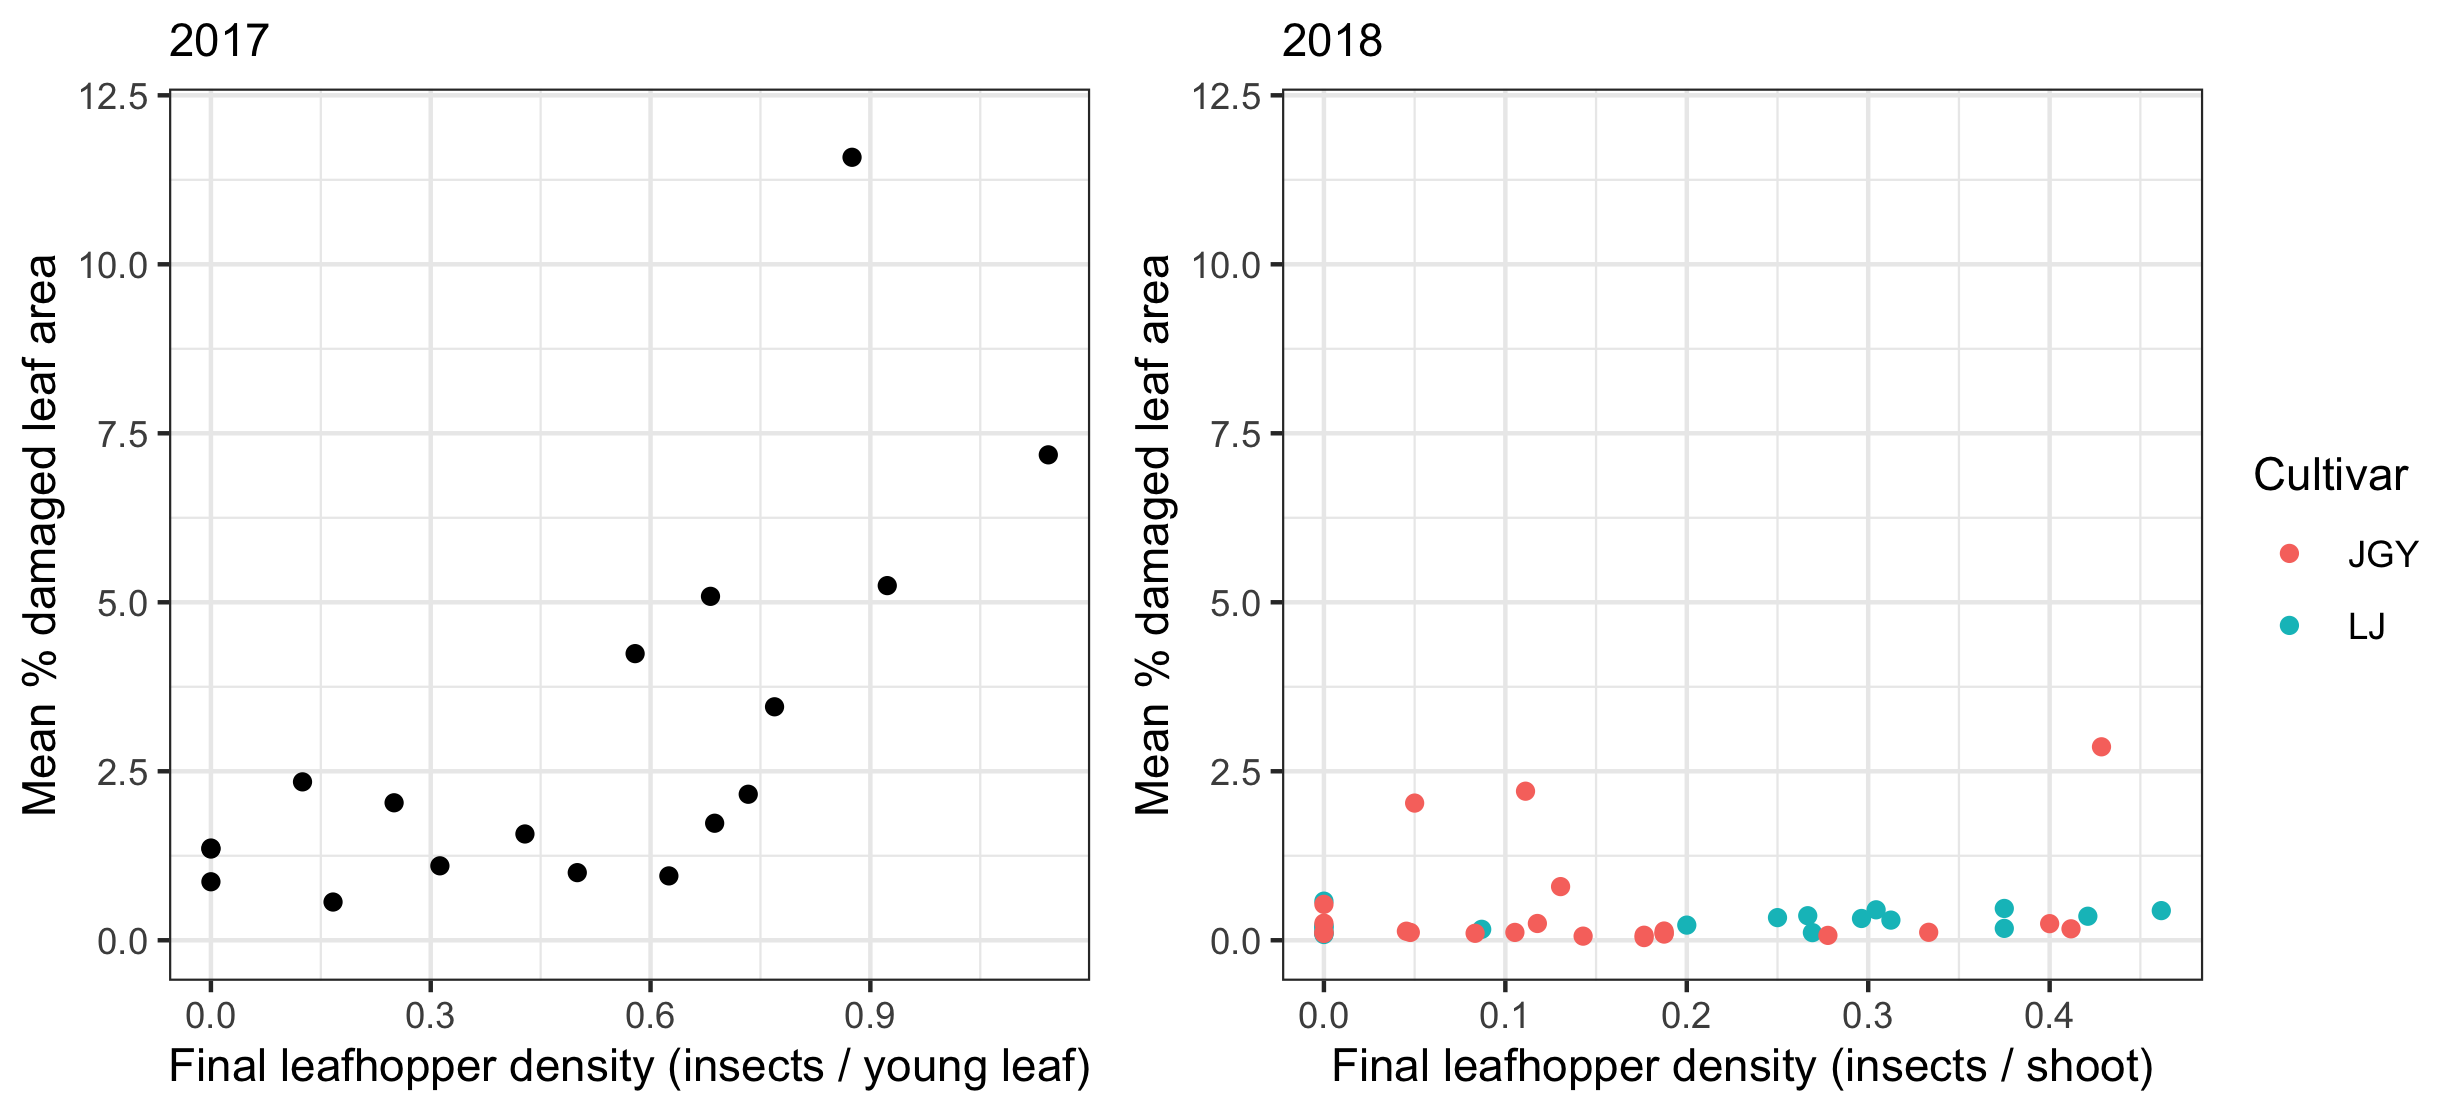 2017
12.5
10.0
7.5
5.0
2.5
0.0
Mean % damaged leaf area
0.0 0.3 0.6 0.9
Final leafhopper density (insects / young leaf)
2018
12.5
10.0
7.5
5.0
2.5
0.0
Mean % damaged leaf area
0.0 0.1 0.2 0.3 0.4
Final leafhopper density (insects / shoot)
Cultivar
JGY
LJ